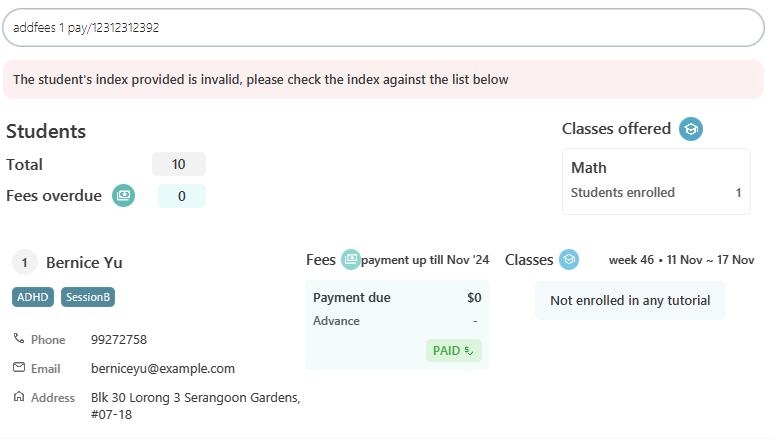 addfees 1 pay/12312312392
The student's index provided is invalid, please check the index against the list below
Students
Total 10
Fees overdue 0
Classes offered
Math
Students enrolled 1
1 Bernice Yu
ADHD SessionB
Phone 99272758
Email berniceyu@example.com
Address Blk 30 Lorong 3 Serangoon Gardens,
#07-18
Fees payment up till Nov '24
Payment due $0
Advance -
PAID
Classes week 46 • 11 Nov ~ 17 Nov
Not enrolled in any tutorial